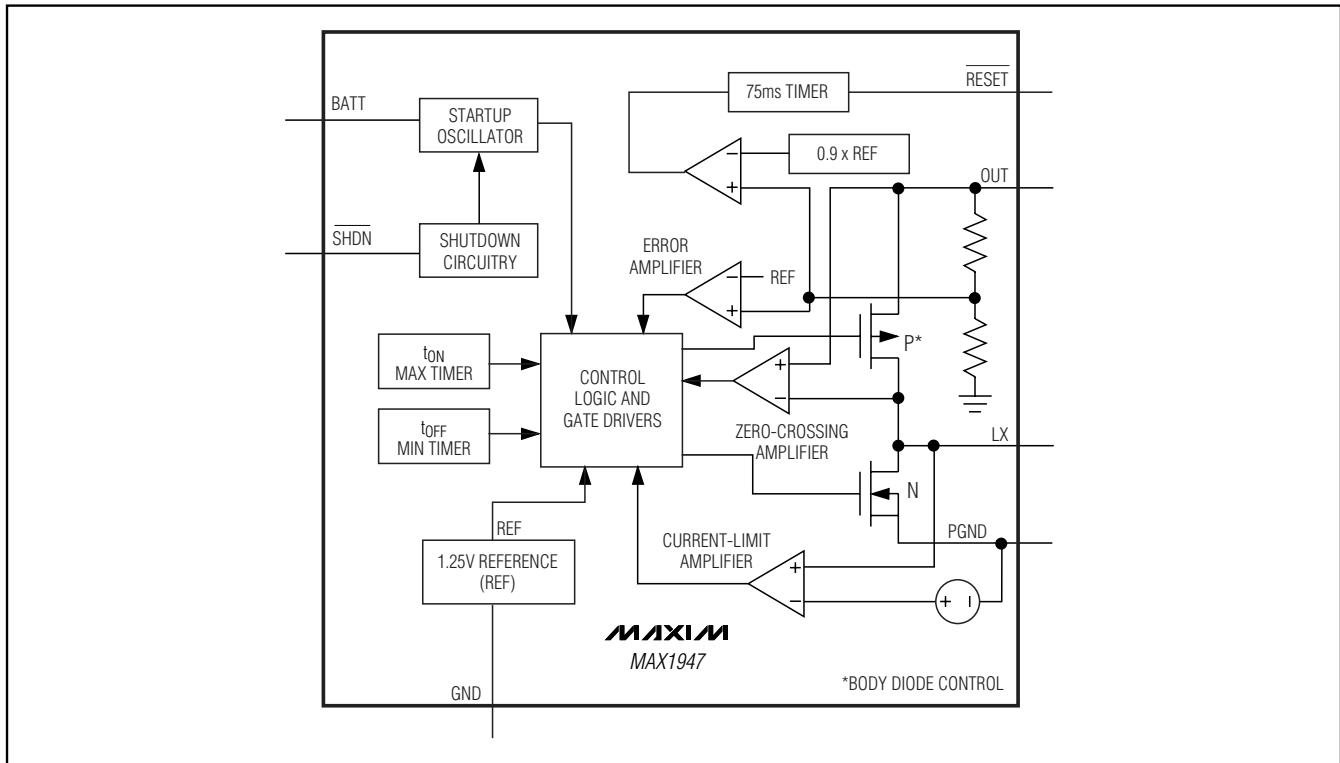 RESET
75ms TIMER
BATT
STARTUP
OSCILLATOR
−
0.9 x REF
+
OUT
SHDN
SHUTDOWN
CIRCUITRY
ERROR
AMPLIFIER
−
REF
+
tON
MAX TIMER
CONTROL
LOGIC AND
GATE DRIVERS
P*
+
−
tOFF
MIN TIMER
ZERO-CROSSING
AMPLIFIER
LX
N
REF
PGND
1.25V REFERENCE
(REF)
CURRENT-LIMIT
AMPLIFIER
+
−
+ −
MAXIM
MAX1947
*BODY DIODE CONTROL
GND